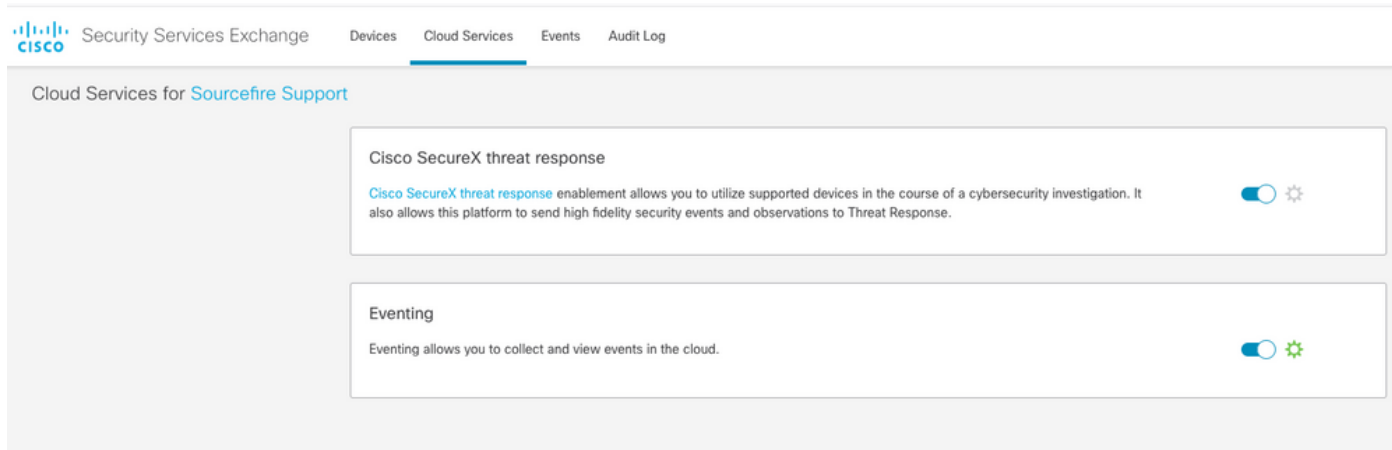 CISCO Security Services Exchange Devices Cloud Services Events Audit Log
Cloud Services for Sourcefire Support
Cisco SecureX threat response
Cisco SecureX threat response enablement allows you to utilize supported devices in the course of a cybersecurity investigation. It
also allows this platform to send high fidelity security events and observations to Threat Response.
Eventing
Eventing allows you to collect and view events in the cloud.